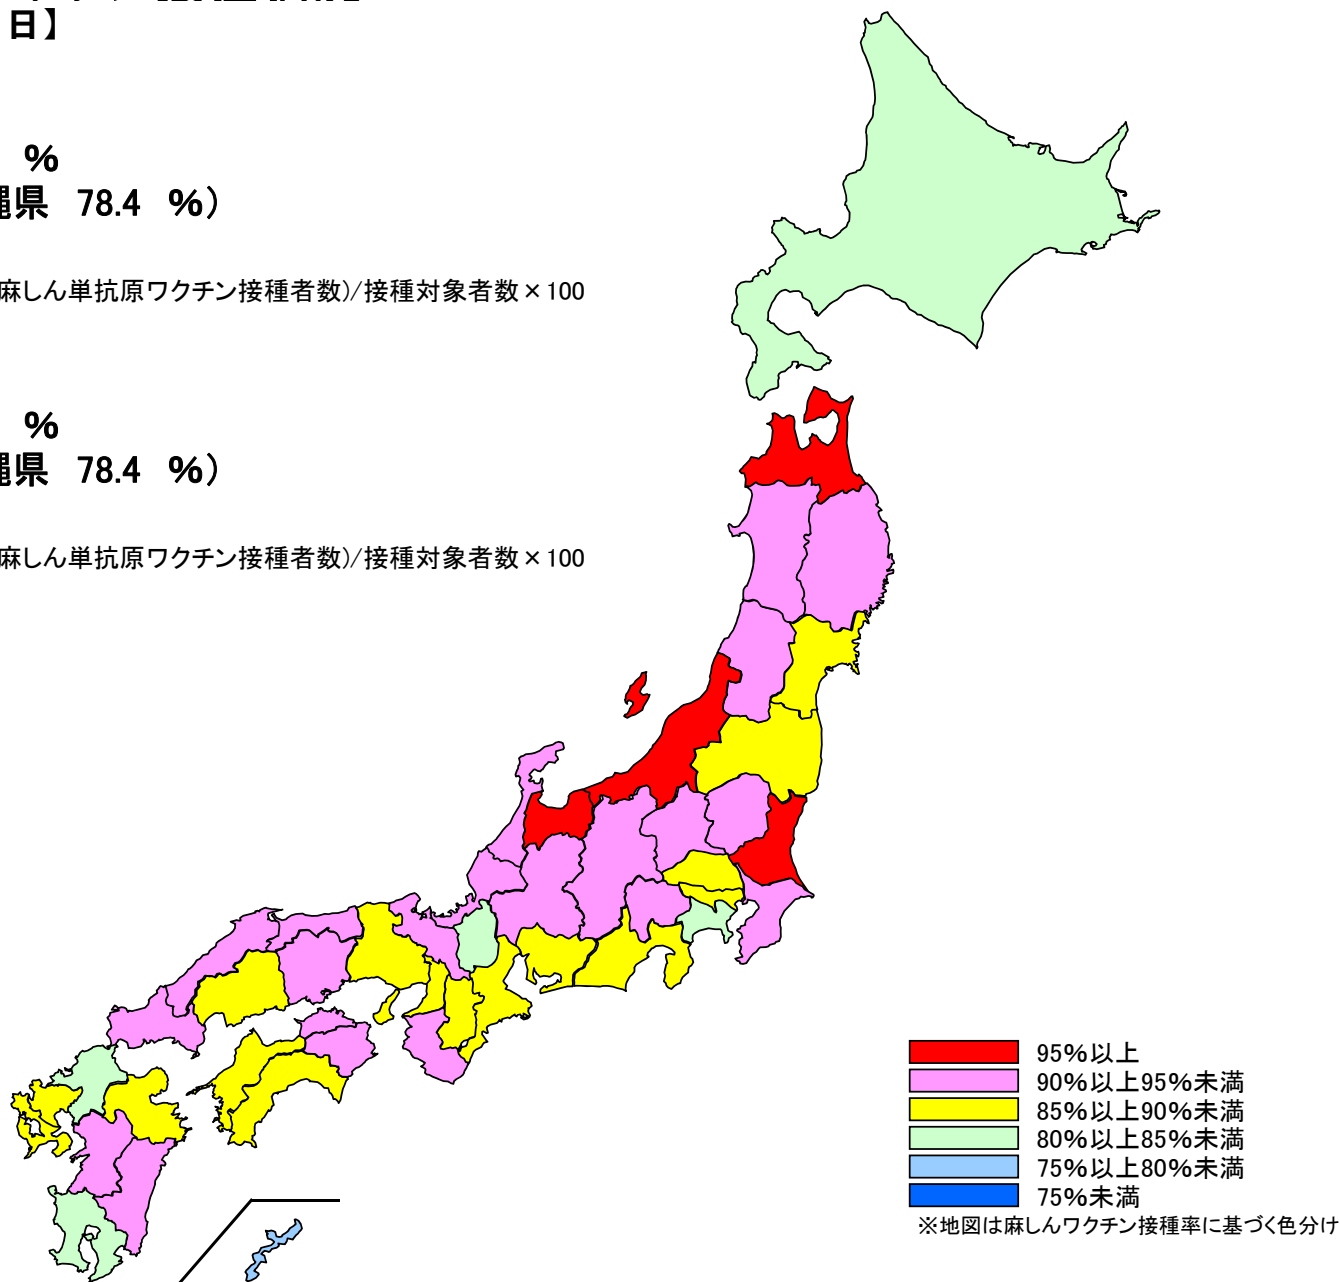 日】
%
縄県 78.4 %)
麻しん単抗原ワクチン接種者数)/接種対象者数×100
%
縄県 78.4 %)
麻しん単抗原ワクチン接種者数)/接種対象者数×100
95%以上
90%以上95%未満
85%以上90%未満
80%以上85%未満
75%以上80%未満
75%未満
※地図は麻しんワクチン接種率に基づく色分け